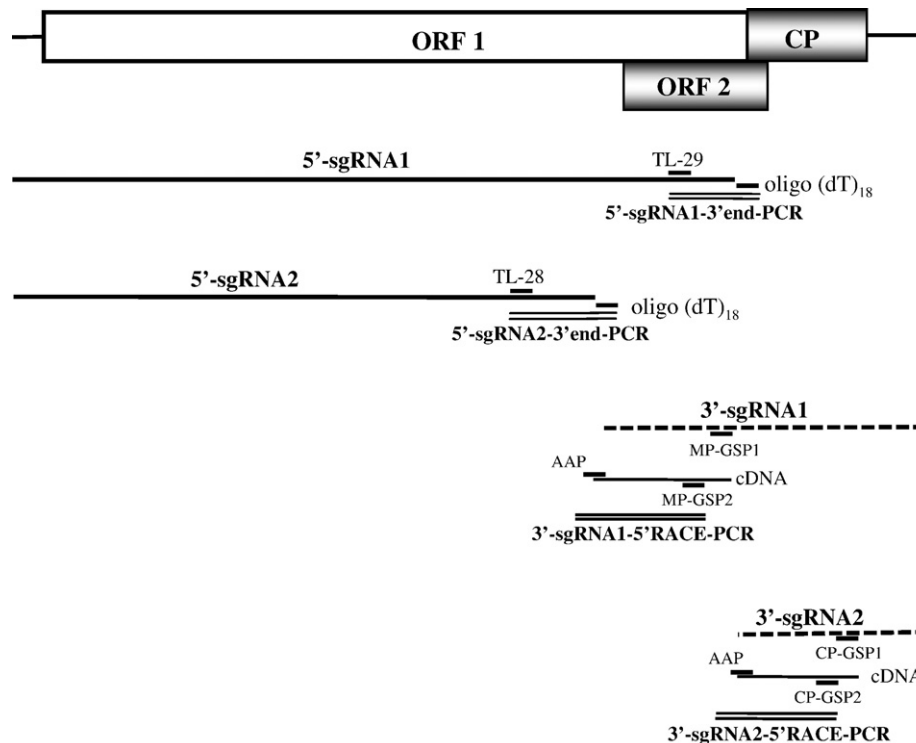 ORF 1
CP
ORF 2
5’-sgRNA1
TL-29
oligo (dT)18
5’-sgRNA1-3’end-PCR
5’-sgRNA2
TL-28
oligo (dT)18
5’-sgRNA2-3’end-PCR
3’-sgRNA1
MP-GSP1
AAP
cDNA
MP-GSP2
3’-sgRNA1-5’RACE-PCR
3’-sgRNA2
CP-GSP1
AAP
cDNA
CP-GSP2
3’-sgRNA2-5’RACE-PCR